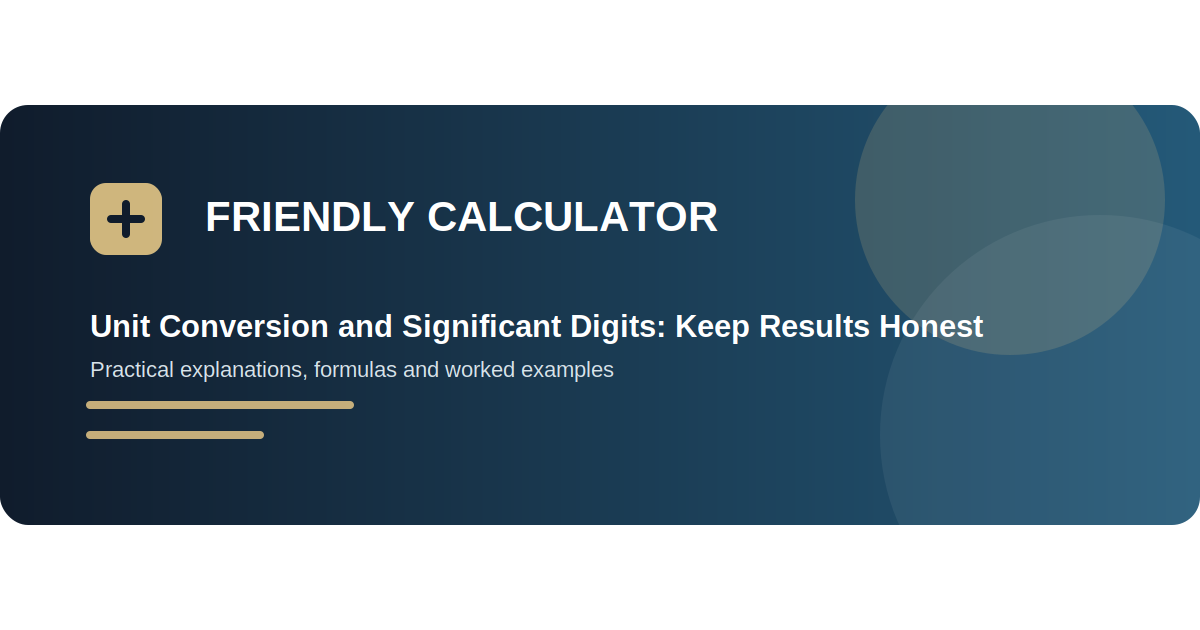 FRIENDLY CALCULATOR
Unit Conversion and Significant Digits: Keep Results Honest
Practical explanations, formulas and worked examples